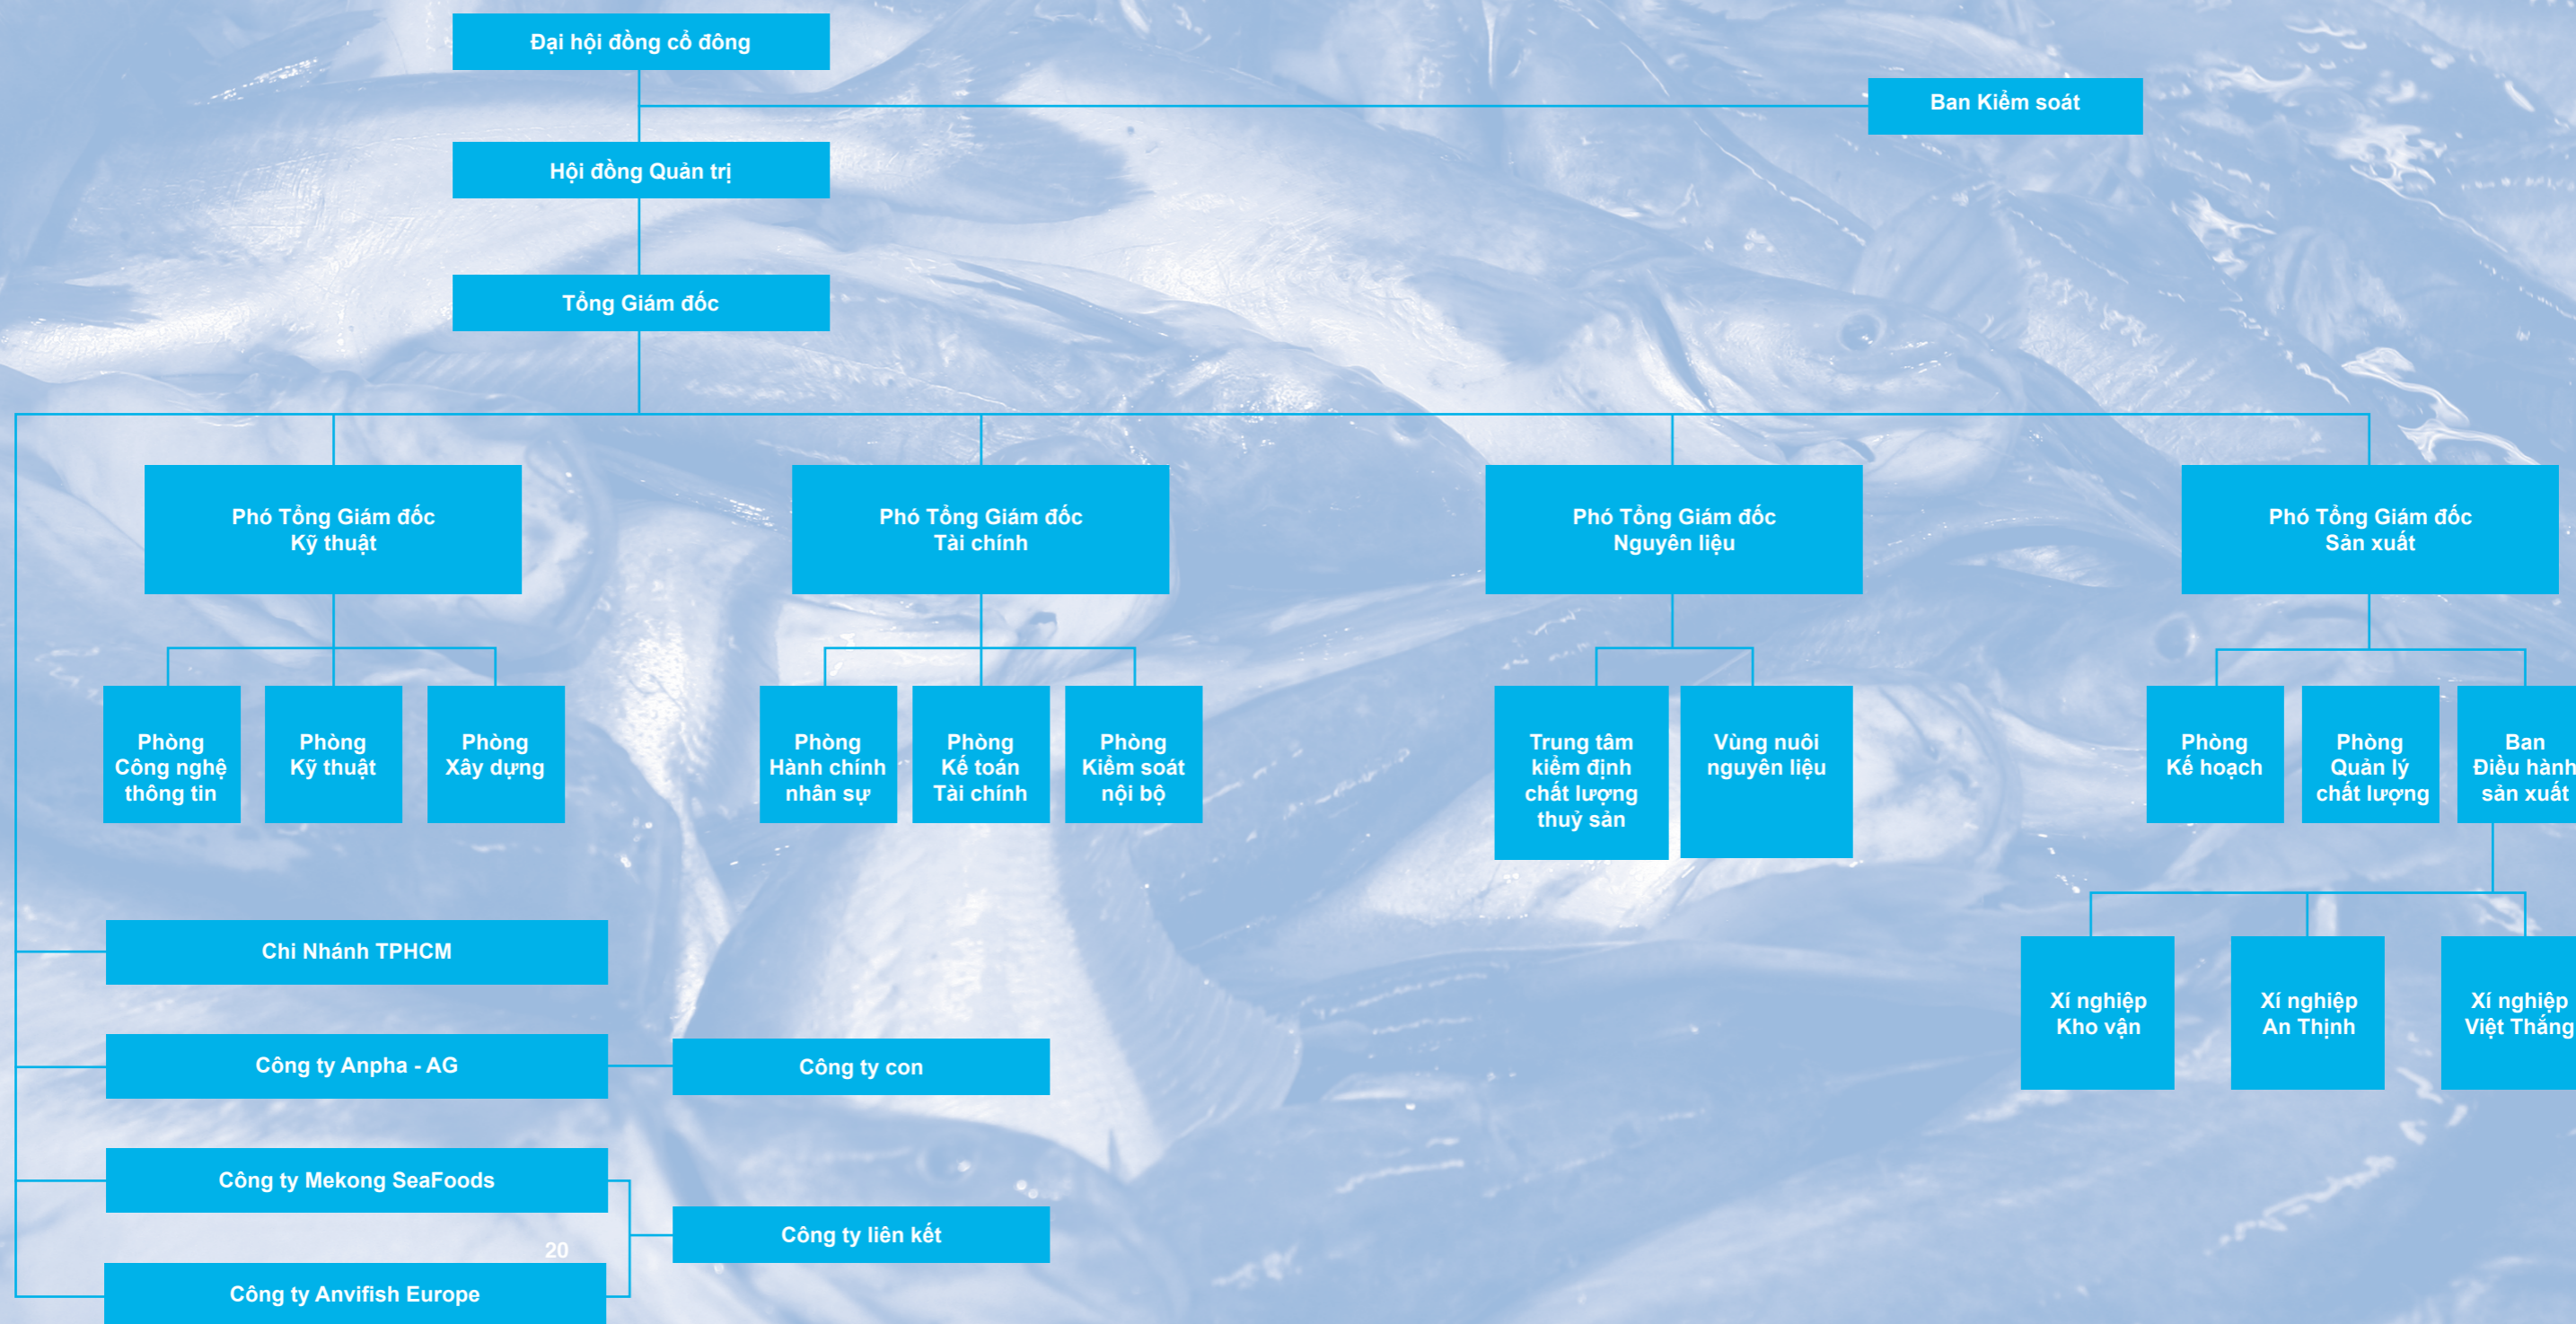 Đại hội đồng cổ đông
Ban Kiểm soát
Hội đồng Quản trị
Tổng Giám đốc
Phó Tổng Giám đốc
Kỹ thuật
Phó Tổng Giám đốc
Tài chính
Phó Tổng Giám đốc
Nguyên liệu
Phó Tổng Giám đốc
Sản xuất
Phòng
Công nghệ
thông tin
Phòng
Kỹ thuật
Phòng
Xây dựng
Phòng
Hành chính
nhân sự
Phòng
Kế toán
Tài chính
Phòng
Kiểm soát
nội bộ
Trung tâm
kiểm định
chất lượng
thuỷ sản
Vùng nuôi
nguyên liệu
Phòng
Kế hoạch
Phòng
Quản lý
chất lượng
Ban
Điều hành
sản xuất
Chi Nhánh TPHCM
Xí nghiệp
Kho vận
Xí nghiệp
An Thịnh
Xí nghiệp
Việt Thắng
Công ty Anpha - AG
Công ty con
Công ty Mekong SeaFoods
Công ty liên kết
20
Công ty Anvifish Europe